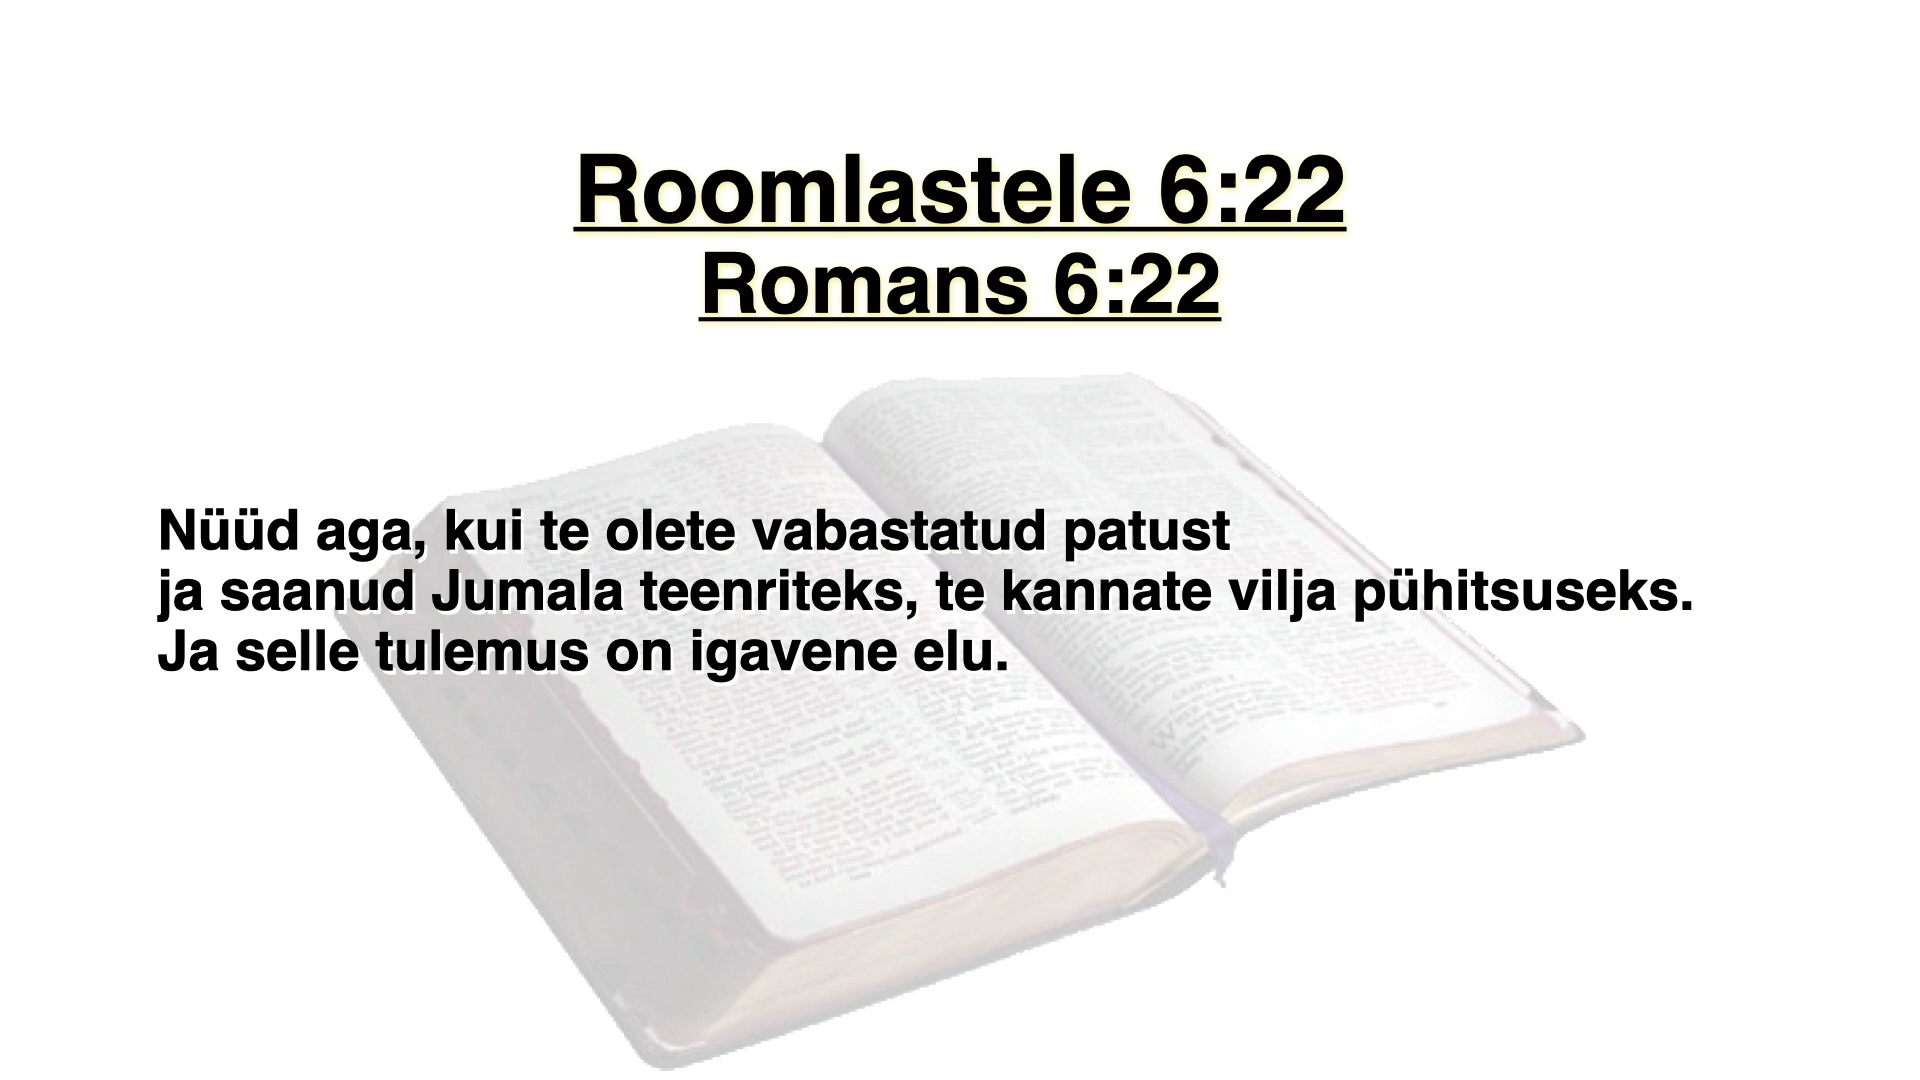 Roomlastele 6:22
Romans 6:22
Nüüd aga, kui te olete vabastatud patust
ja saanud Jumala teenriteks, te kannate vilja pühitsuseks.
Ja selle tulemus on igavene elu.